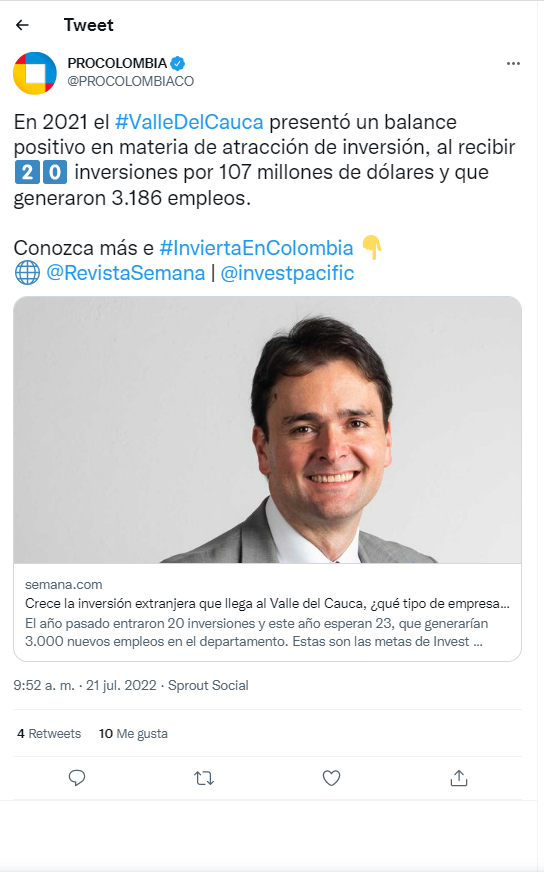 Tweet
PROCOLOMBIA
@PROCOLOMBIACO
En 2021 el #ValleDelCauca presentó un balance
positivo en materia de atracción de inversión, al recibir
2️⃣0️⃣ inversiones por 107 millones de dólares y que
generaron 3.186 empleos.
Conozca más e #InviertaEnColombia 👇
🌐 @RevistaSemana | @investpacific
semana.com
Crece la inversión extranjera que llega al Valle del Cauca, ¿qué tipo de empresa...
El año pasado entraron 20 inversiones y este año esperan 23, que generarían
3.000 nuevos empleos en el departamento. Estas son las metas de Invest ...
9:52 a. m. · 21 jul. 2022 · Sprout Social
4 Retweets 10 Me gusta